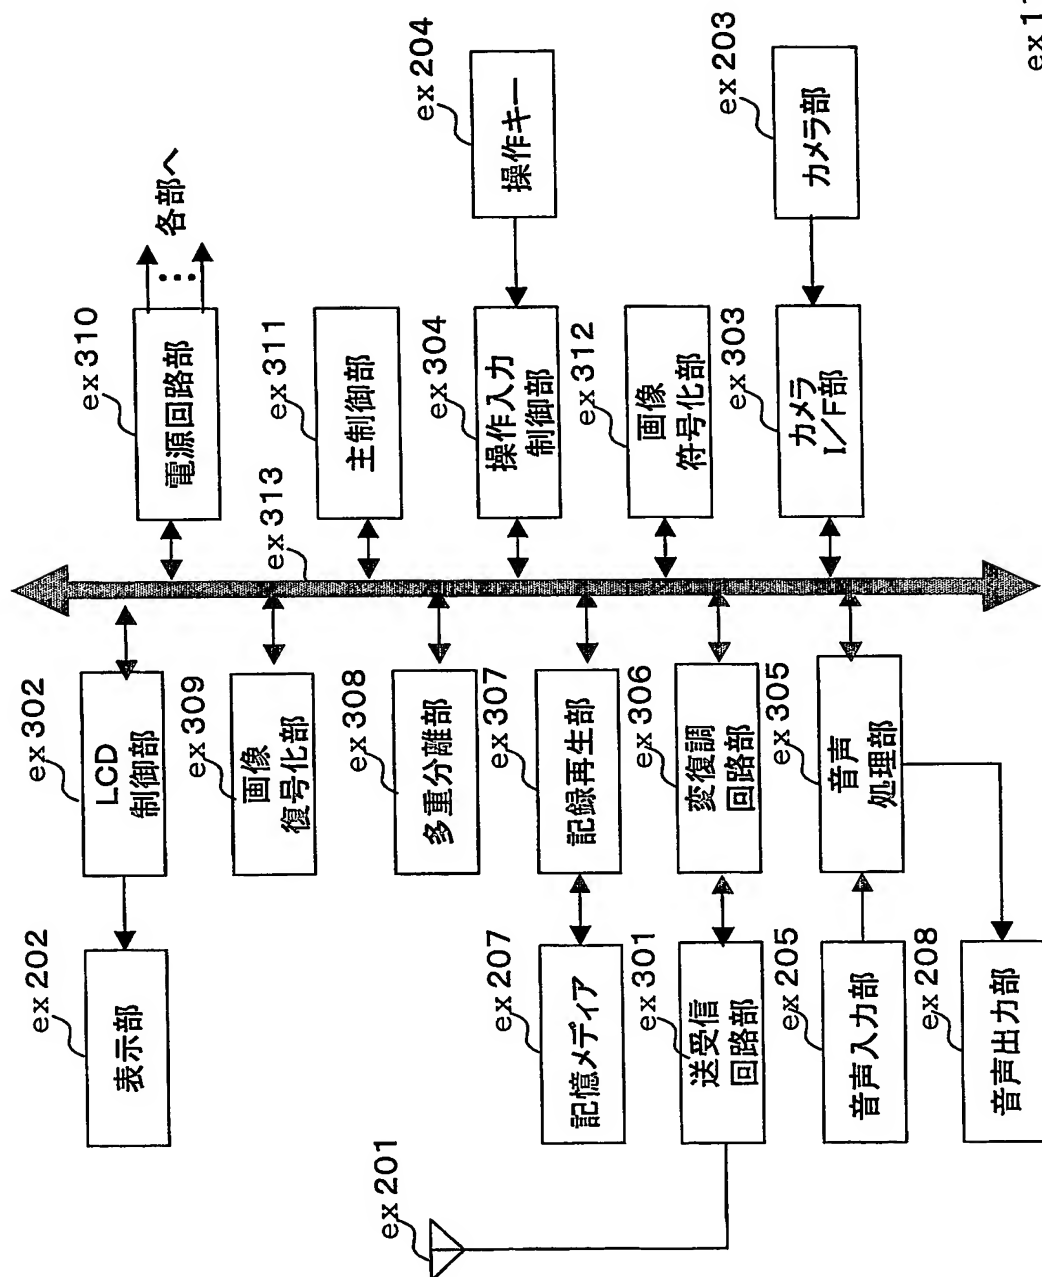 ex 204
操作キー
ex 203
カメラ部
ex 310
電源回路部
各部へ
ex 311
主制御部
ex 304
操作入力
制御部
ex 312
画像
符号化部
ex 303
カメラ
I/F部
ex 313
ex 302
LCD
制御部
ex 309
画像
復号化部
ex 308
多重分離部
ex 307
記録再生部
ex 306
変復調
回路部
ex 305
音声
処理部
ex 202
表示部
ex 207
記憶メディア
ex 301
送受信
回路部
ex 205
音声入力部
ex 208
音声出力部
ex 201